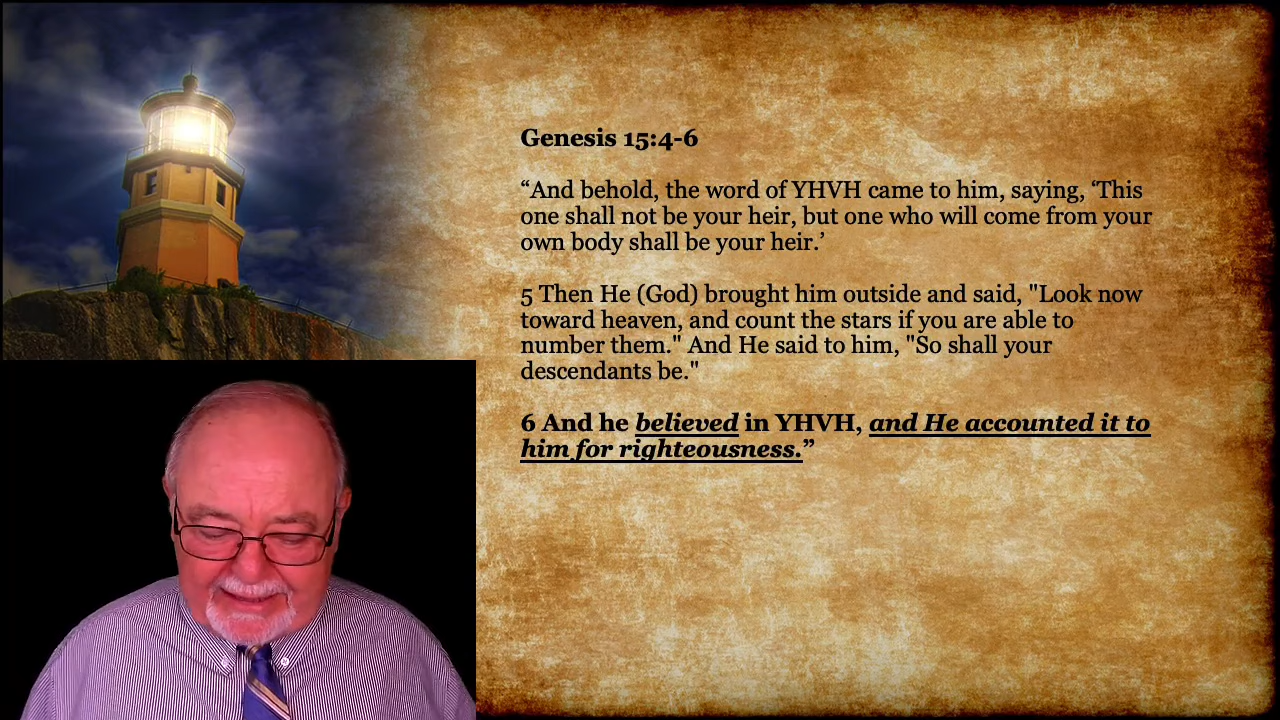 Genesis 15:4-6
“And behold, the word of YHVH came to him, saying, ‘This
one shall not be your heir, but one who will come from your
own body shall be your heir.’
5 Then He (God) brought him outside and said, "Look now
toward heaven, and count the stars if you are able to
number them." And He said to him, "So shall your
descendants be."
6 And he believed in YHVH, and He accounted it to
him for righteousness.”